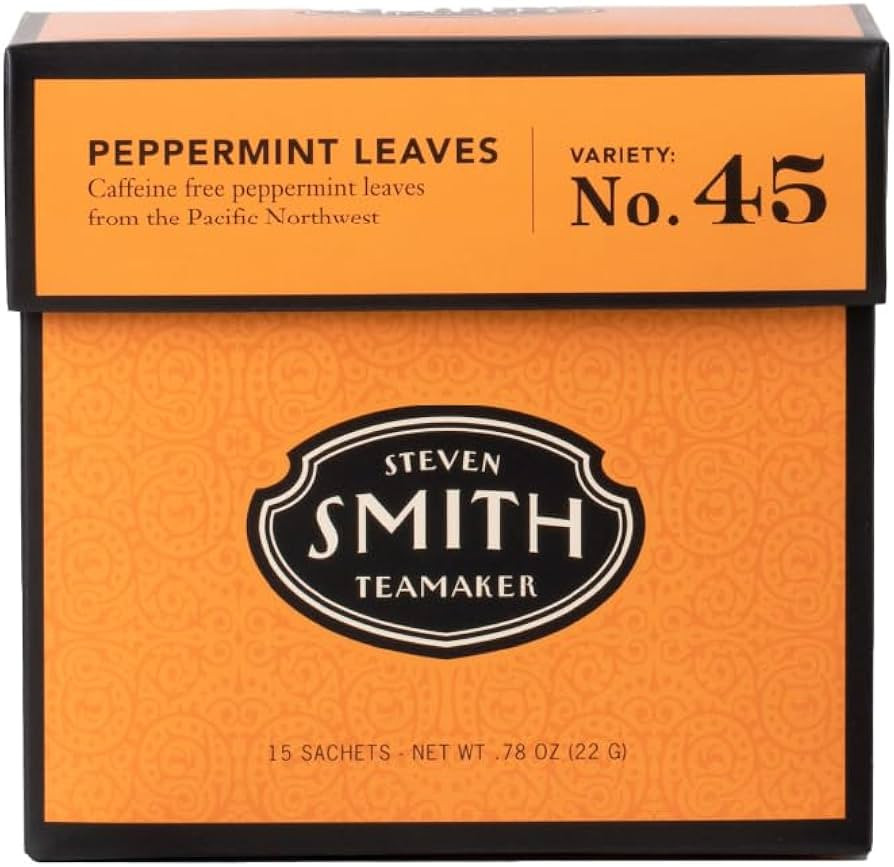 PEPPERMINT LEAVES
Caffeine free peppermint leaves
from the Pacific Northwest
VARIETY:
No. 45
STEVEN
SMITH
TEAMAKER
15 SACHETS - NET WT .78 OZ (22 G)